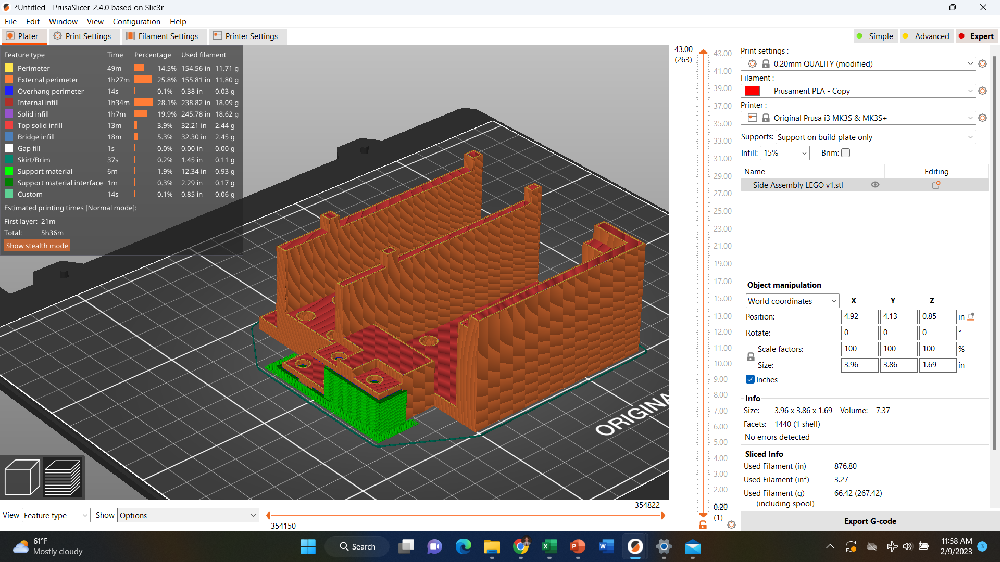 *Untitled - PrusaSlicer-2.4.0 based on Slic3r
File Edit Window View Configuration Help
Plater Print Settings Filament Settings Printer Settings Simple Advanced Expert
Feature type Time Percentage Used filament
Perimeter 49m 14.5% 154.56 in 11.71 g
External perimeter 1h27m 25.8% 155.81 in 11.80 g
Overhang perimeter 14s 0.1% 0.38 in 0.03 g
Internal infill 1h34m 28.1% 238.82 in 18.09 g
Solid infill 1h7m 19.9% 245.78 in 18.62 g
Top solid infill 13m 3.9% 32.21 in 2.44 g
Bridge infill 18m 5.3% 32.30 in 2.45 g
Gap fill 1s 0.0% 0.00 in 0.00 g
Skirt/Brim 37s 0.2% 1.45 in 0.11 g
Support material 6m 1.9% 12.34 in 0.93 g
Support material interface 1m 0.3% 2.29 in 0.17 g
Custom 14s 0.1% 0.85 in 0.06 g
Estimated printing times [Normal mode]:
First layer: 21m
Total: 5h36m
Show stealth mode
ORIGINA
View Feature type Show Options
354822
354150
43.00
(263)
43.00
41.00
39.00
37.00
35.00
33.00
31.00
29.00
27.00
25.00
23.00
21.00
19.00
17.00
15.00
13.00
12.00
11.00
10.00
9.00
8.00
7.00
6.00
5.00
4.00
3.00
2.00
0.20
(1)
Print settings :
0.20mm QUALITY (modified)
Filament :
Prusament PLA - Copy
Printer :
Original Prusa i3 MK3S & MK3S+
Supports: Support on build plate only
Infill: 15% Brim:
Name Editing
Side Assembly LEGO v1.stl
Object manipulation
World coordinates X Y Z
Position: 4.92 4.13 0.85 in
Rotate: 0 0 0 °
Scale factors: 100 100 100 %
Size: 3.96 3.86 1.69 in
Inches
Info
Size: 3.96 x 3.86 x 1.69 Volume: 7.37
Facets: 1440 (1 shell)
No errors detected
Sliced Info
Used Filament (in) 876.80
Used Filament (in³) 3.27
Used Filament (g) 66.42 (267.42)
(including spool)
Export G-code
61°F
Mostly cloudy
Search
11:58 AM
2/9/2023
3